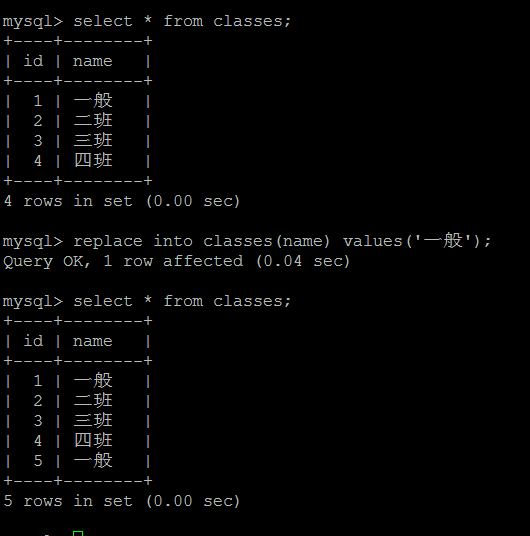 mysql> select * from classes;
+----+--------+
| id | name   |
+----+--------+
|  1 | 一般   |
|  2 | 二班   |
|  3 | 三班   |
|  4 | 四班   |
+----+--------+
4 rows in set (0.00 sec)
mysql> replace into classes(name) values('一般');
Query OK, 1 row affected (0.04 sec)
mysql> select * from classes;
+----+--------+
| id | name   |
+----+--------+
|  1 | 一般   |
|  2 | 二班   |
|  3 | 三班   |
|  4 | 四班   |
|  5 | 一般   |
+----+--------+
5 rows in set (0.00 sec)